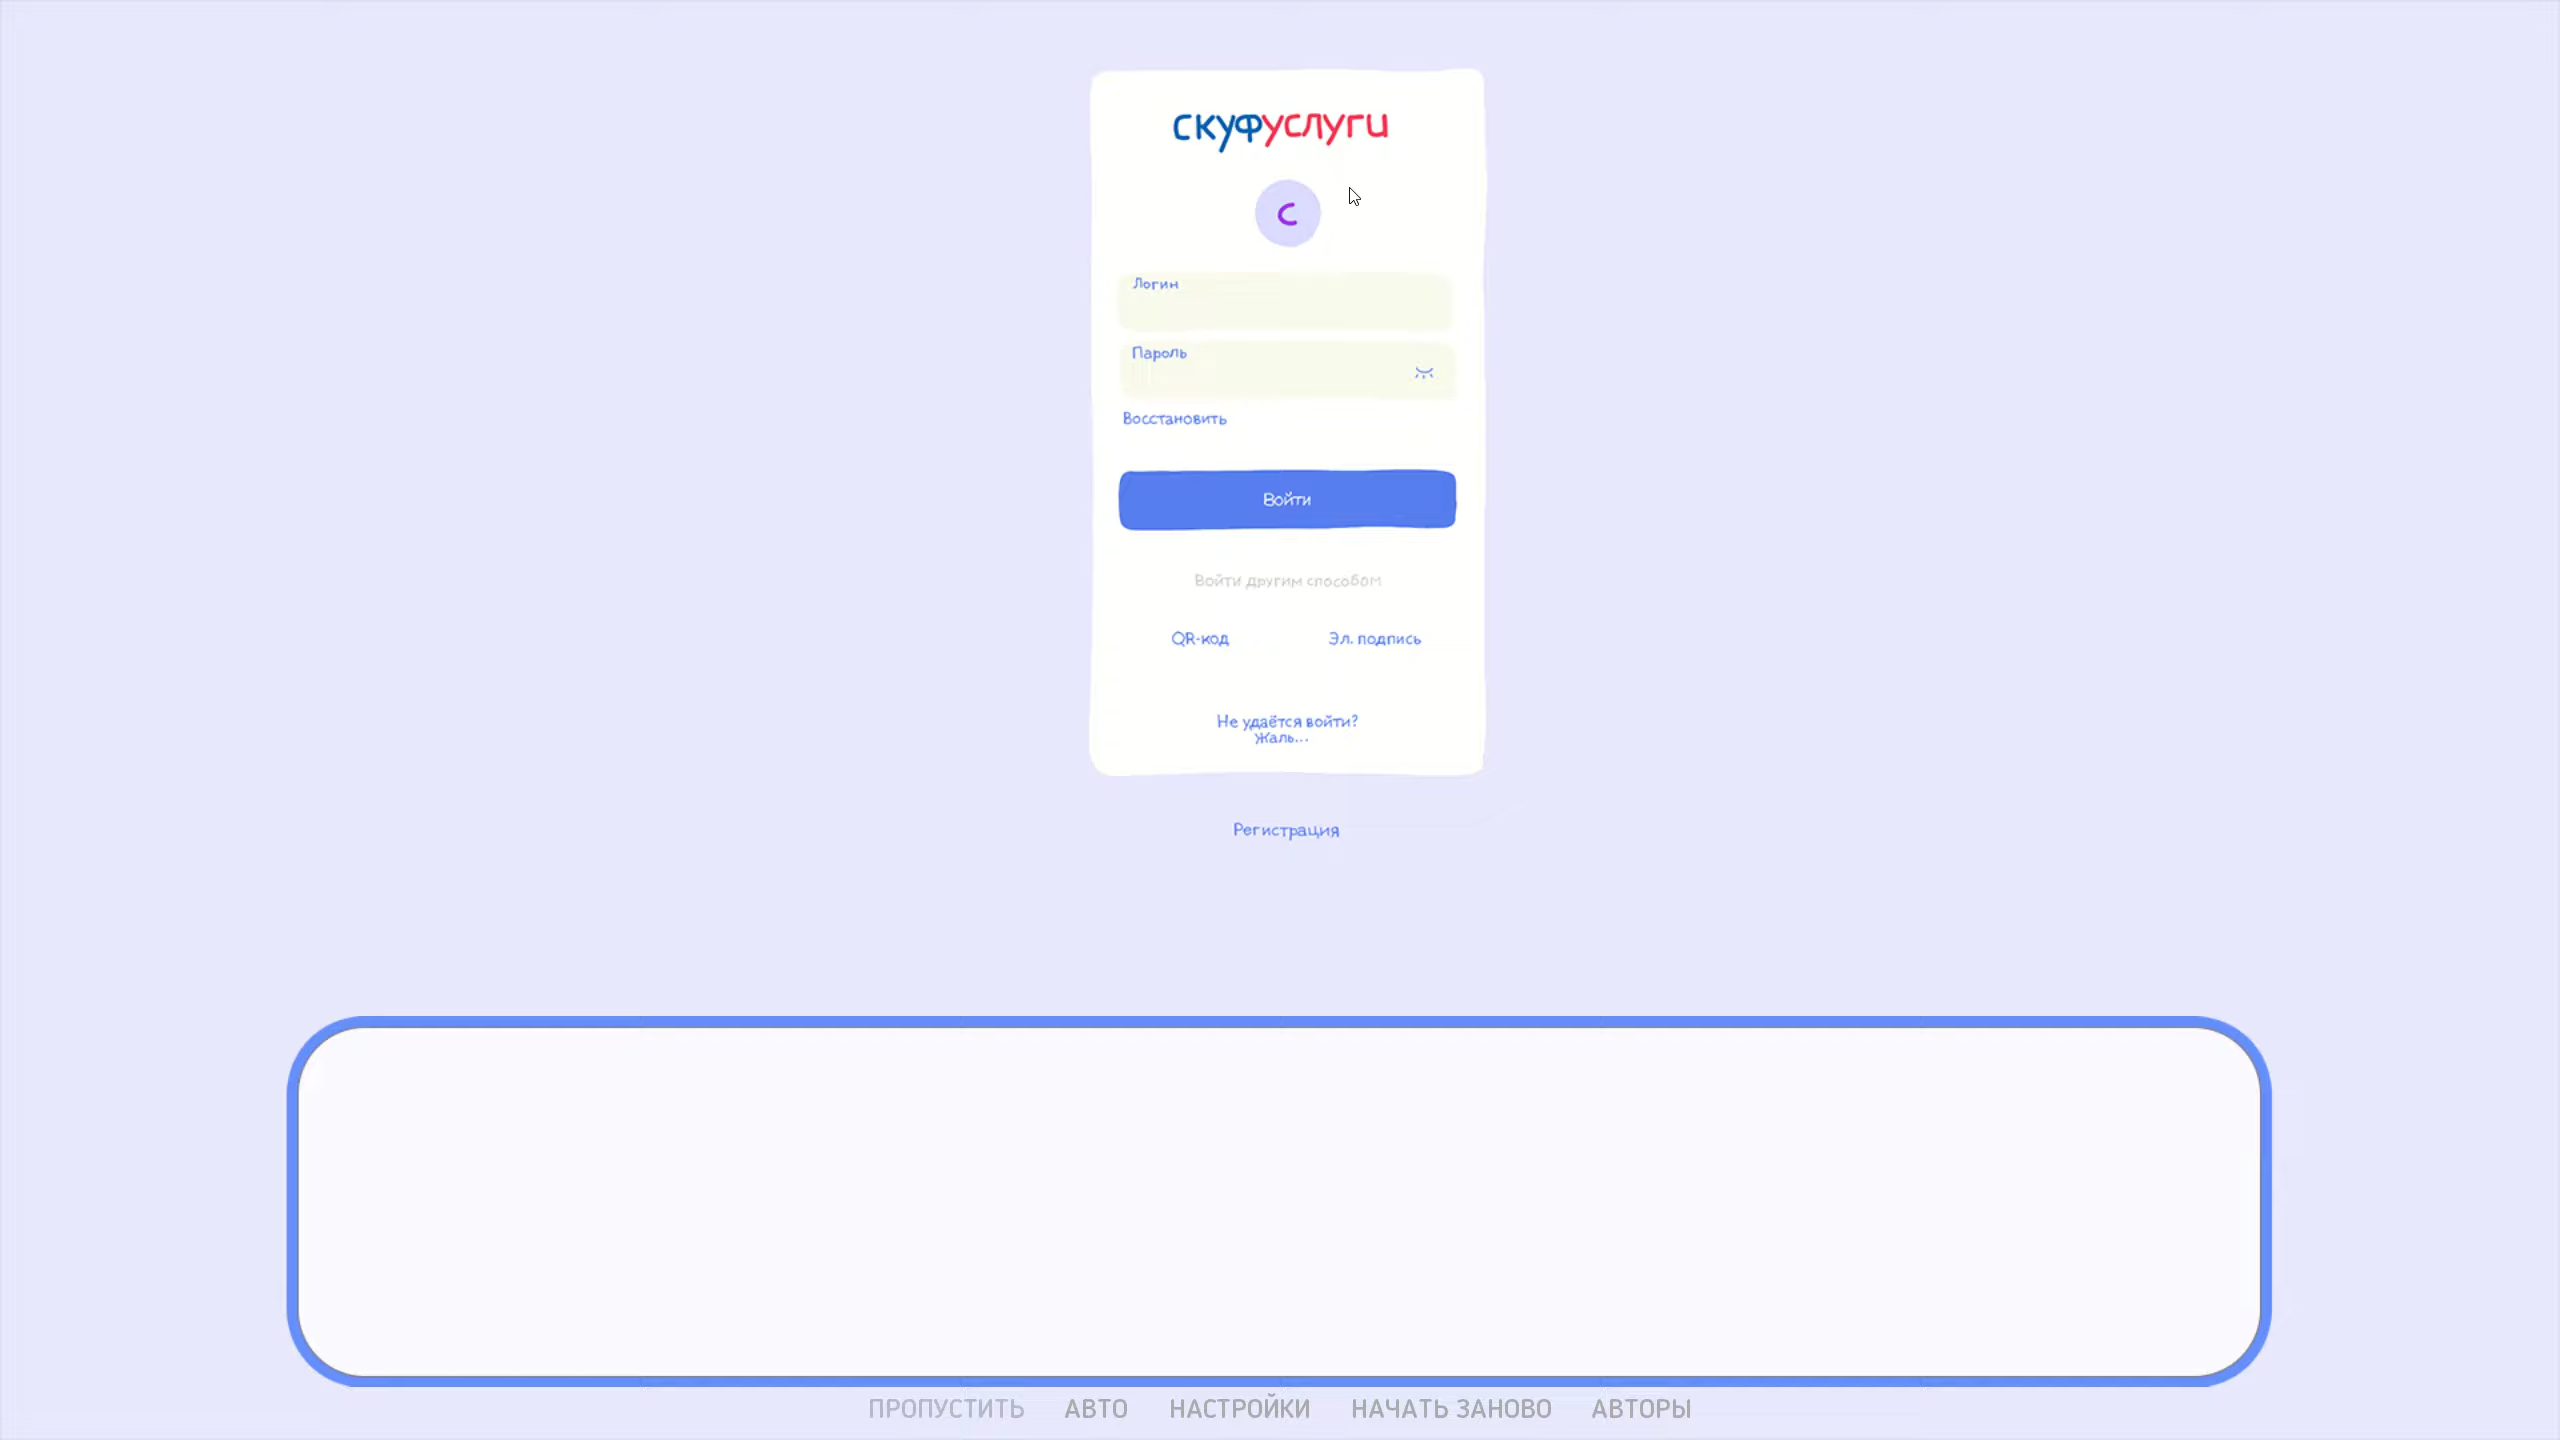 скуфуслуги
С
Логин
Пароль
Восстановить
Войти
Войти другим способом
QR-код Эл. подпись
Не удаётся войти?
Жаль...
Регистрация
ПРОПУСТИТЬ АВТО НАСТРОЙКИ НАЧАТЬ ЗАНОВО АВТОРЫ